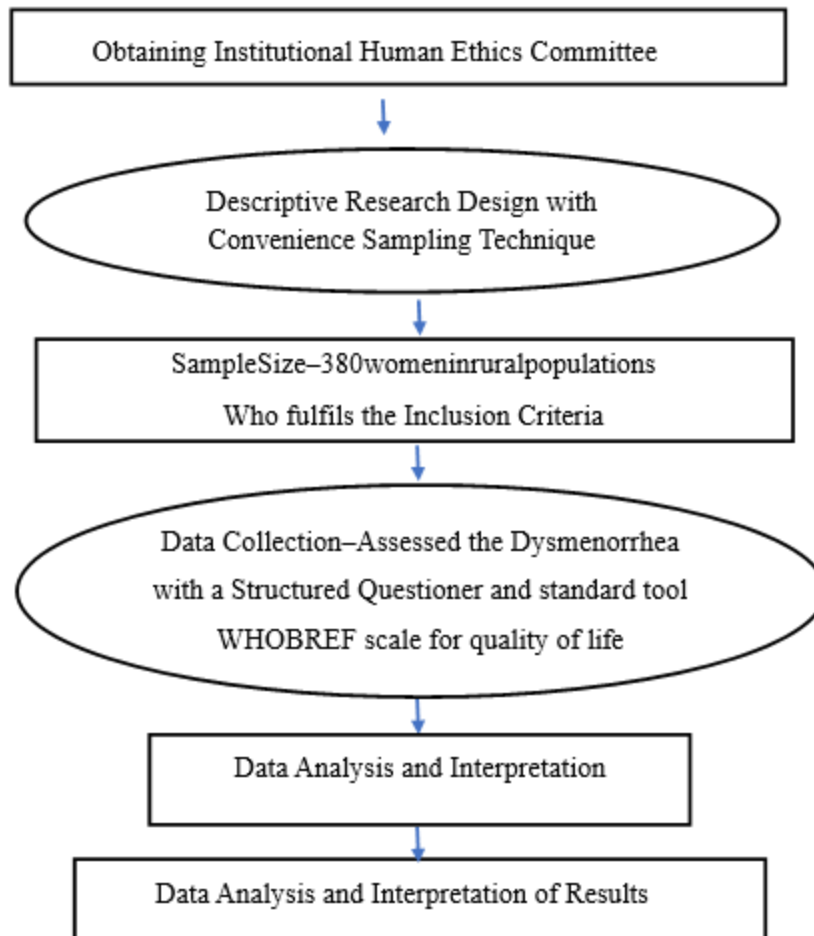 Obtaining Institutional Human Ethics Committee
Descriptive Research Design with
Convenience Sampling Technique
SampleSize–380womeninruralpopulations
Who fulfils the Inclusion Criteria
Data Collection–Assessed the Dysmenorrhea
with a Structured Questioner and standard tool
WHOBREF scale for quality of life
Data Analysis and Interpretation
Data Analysis and Interpretation of Results